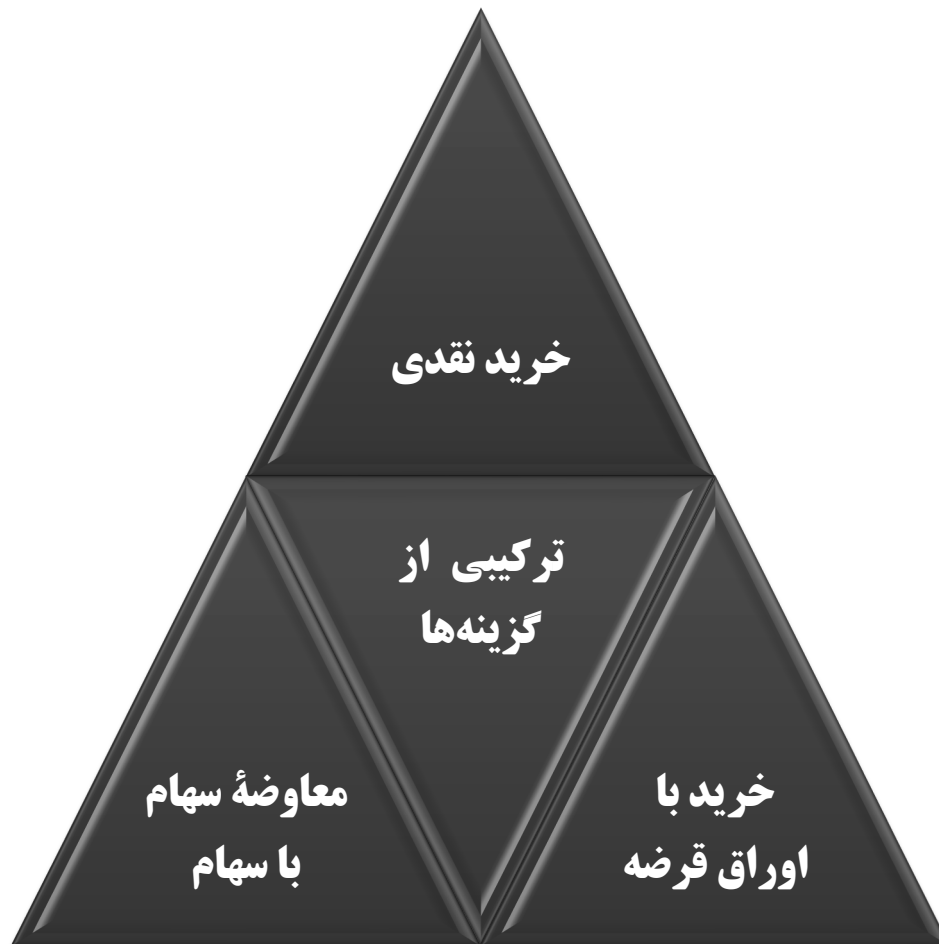 خرید نقدی
ترکیبی از
گزینه‌ها
خرید با
اوراق قرضه
معاوضهٔ سهام
با سهام